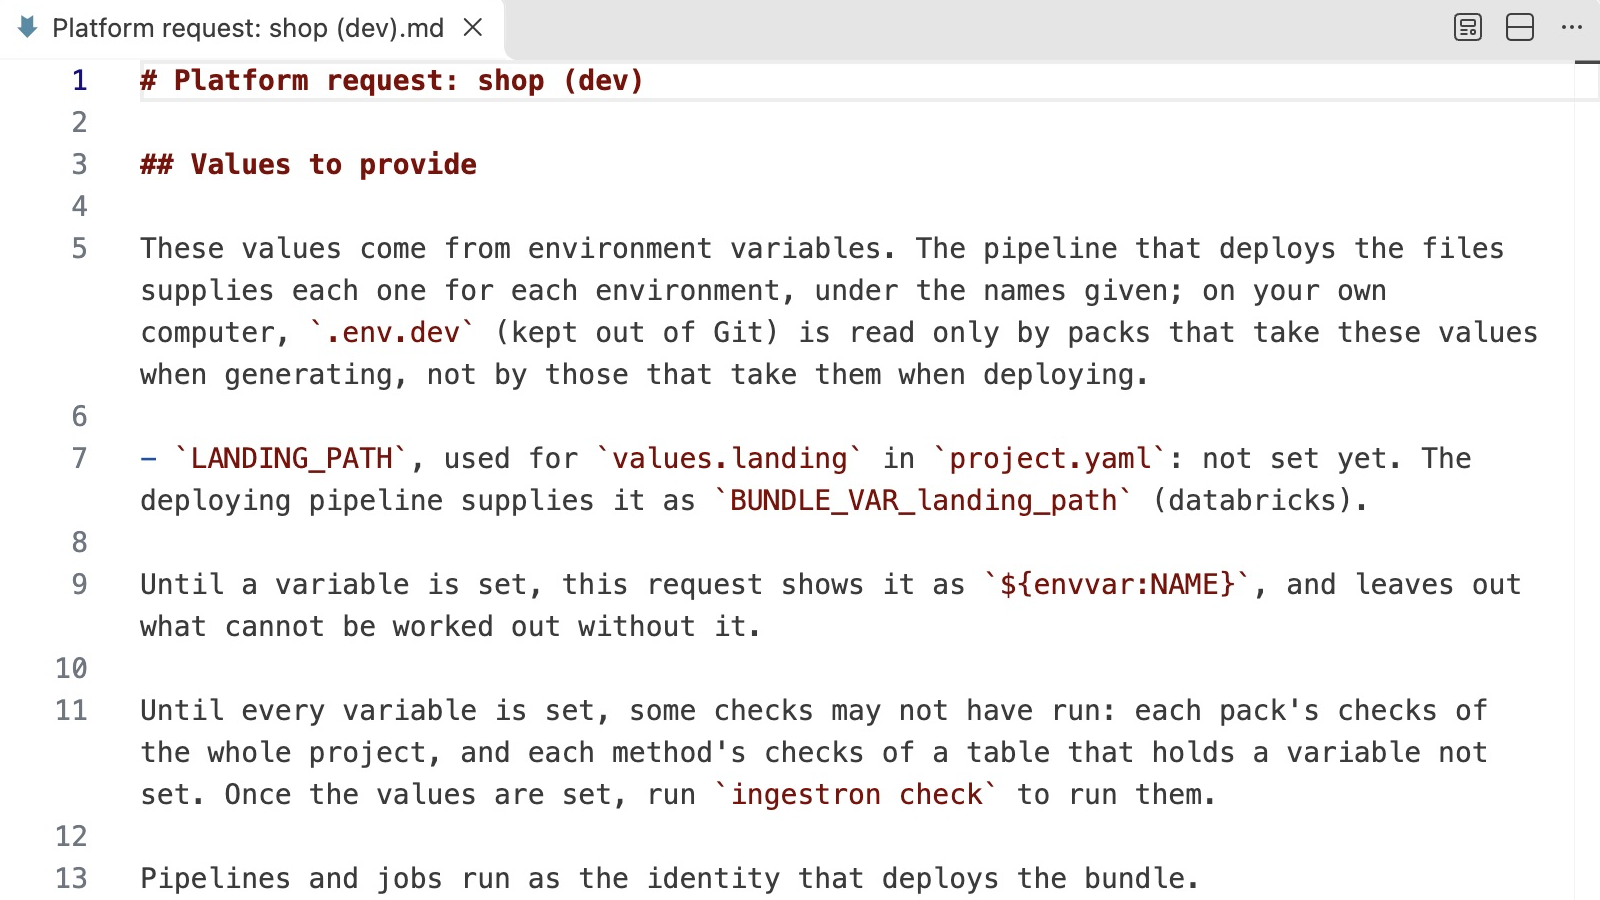 Platform request: shop (dev).md
1 # Platform request: shop (dev)
2
3 ## Values to provide
4
5 These values come from environment variables. The pipeline that deploys the files
supplies each one for each environment, under the names given; on your own
computer, `.env.dev` (kept out of Git) is read only by packs that take these values
when generating, not by those that take them when deploying.
6
7 - `LANDING_PATH`, used for `values.landing` in `project.yaml`: not set yet. The
deploying pipeline supplies it as `BUNDLE_VAR_landing_path` (databricks).
8
9 Until a variable is set, this request shows it as `${envvar:NAME}`, and leaves out
what cannot be worked out without it.
10
11 Until every variable is set, some checks may not have run: each pack's checks of
the whole project, and each method's checks of a table that holds a variable not
set. Once the values are set, run `ingestron check` to run them.
12
13 Pipelines and jobs run as the identity that deploys the bundle.